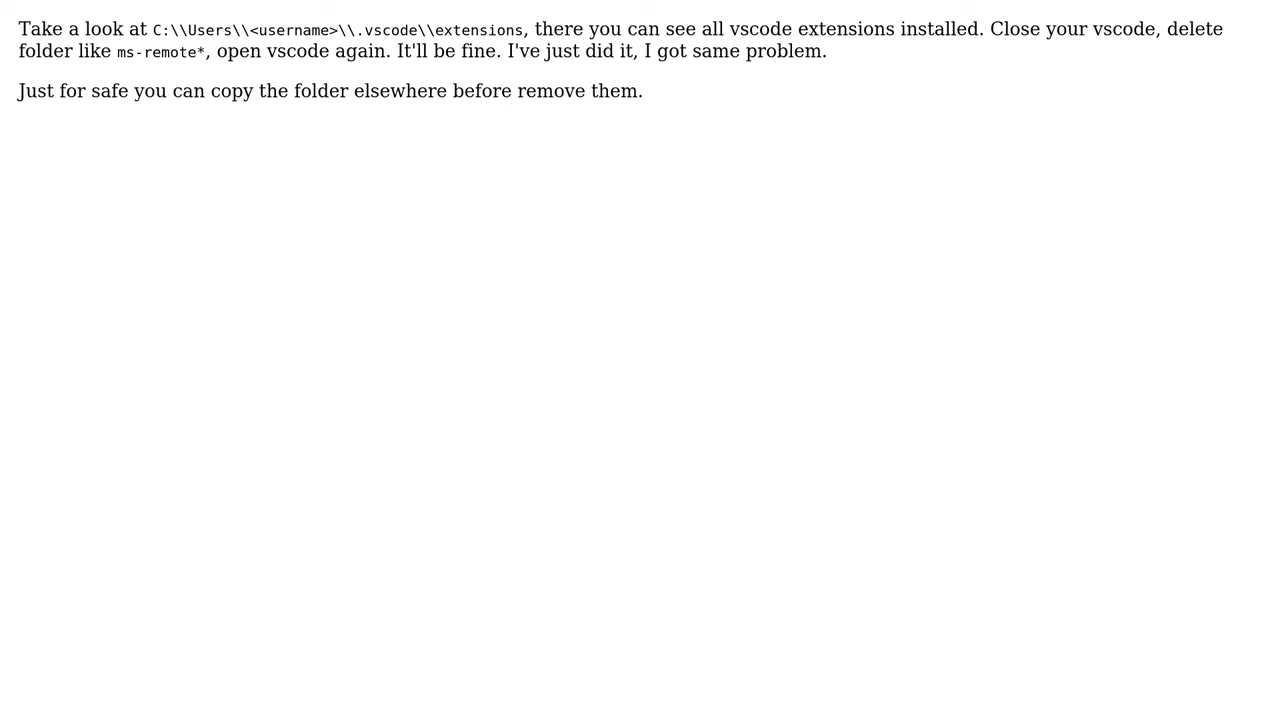 Take a look at C:\\Users\\<username>\\.vscode\\extensions, there you can see all vscode extensions installed. Close your vscode, delete
folder like ms-remote*, open vscode again. It'll be fine. I've just did it, I got same problem.
Just for safe you can copy the folder elsewhere before remove them.